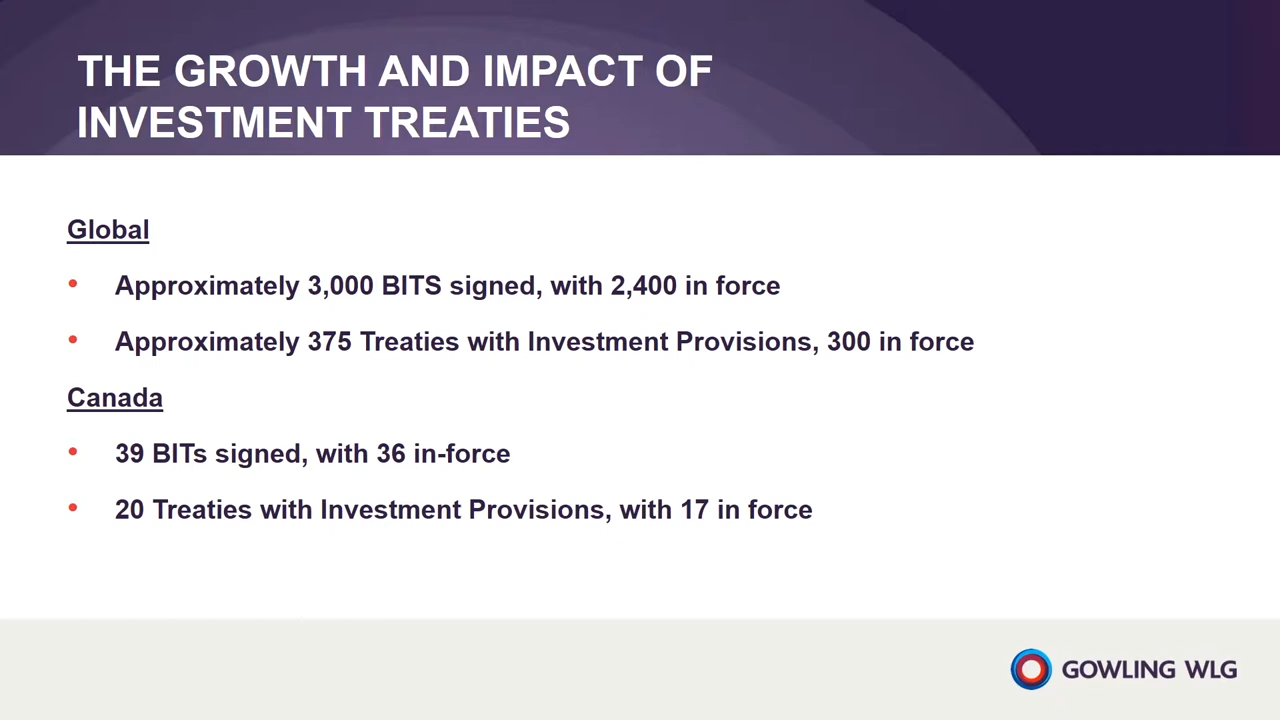 THE GROWTH AND IMPACT OF
INVESTMENT TREATIES
Global
• Approximately 3,000 BITS signed, with 2,400 in force
• Approximately 375 Treaties with Investment Provisions, 300 in force
Canada
• 39 BITs signed, with 36 in-force
• 20 Treaties with Investment Provisions, with 17 in force
GOWLING WLG